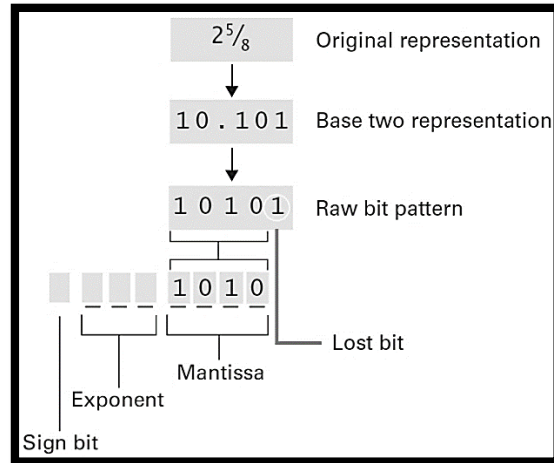 2⁵⁄₈ Original representation
10.101 Base two representation
10101 Raw bit pattern
1010
Lost bit
Mantissa
Exponent
Sign bit